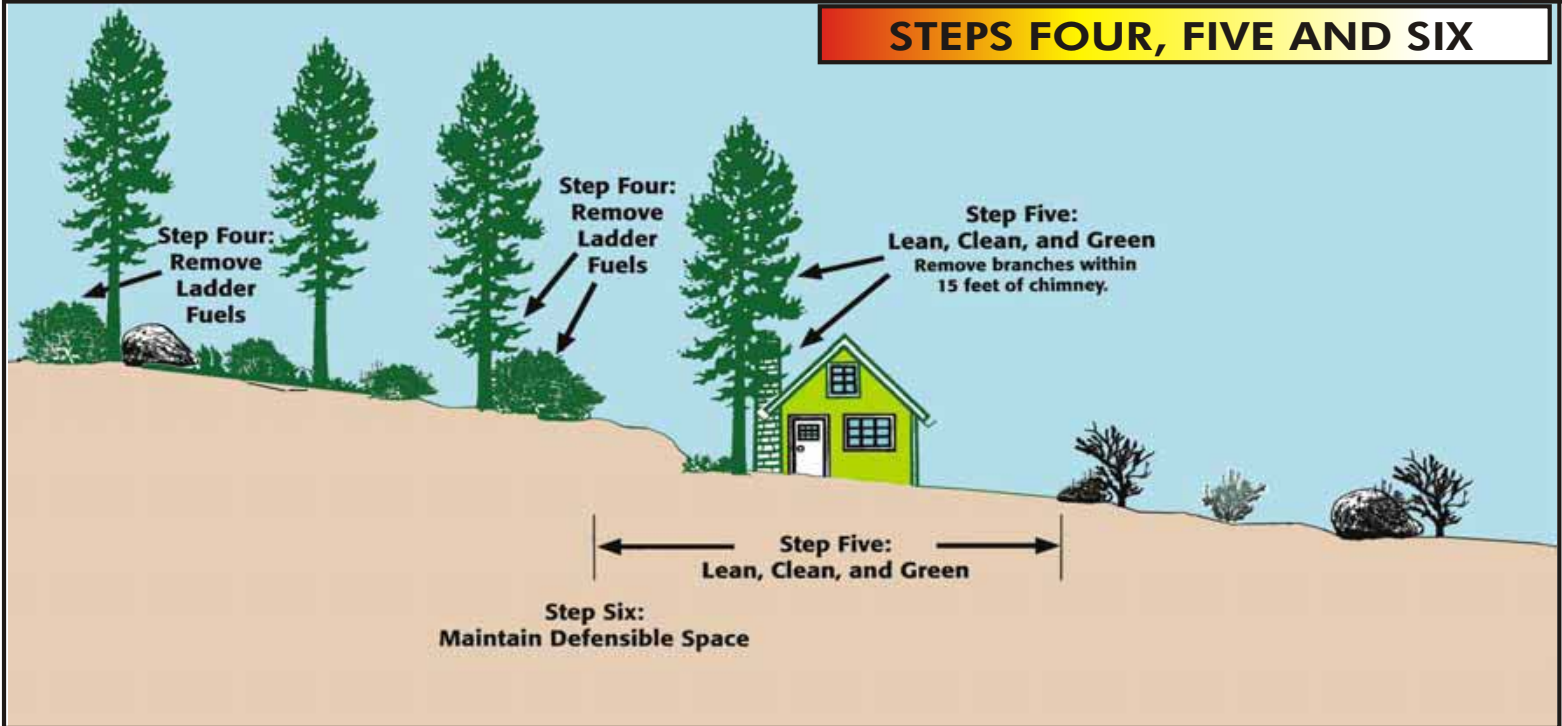 STEPS FOUR, FIVE AND SIX
Step Four:
Remove
Ladder
Fuels
Step Four:
Remove
Ladder
Fuels
Step Five:
Lean, Clean, and Green
Remove branches within
15 feet of chimney.
Step Five:
Lean, Clean, and Green
Step Six:
Maintain Defensible Space